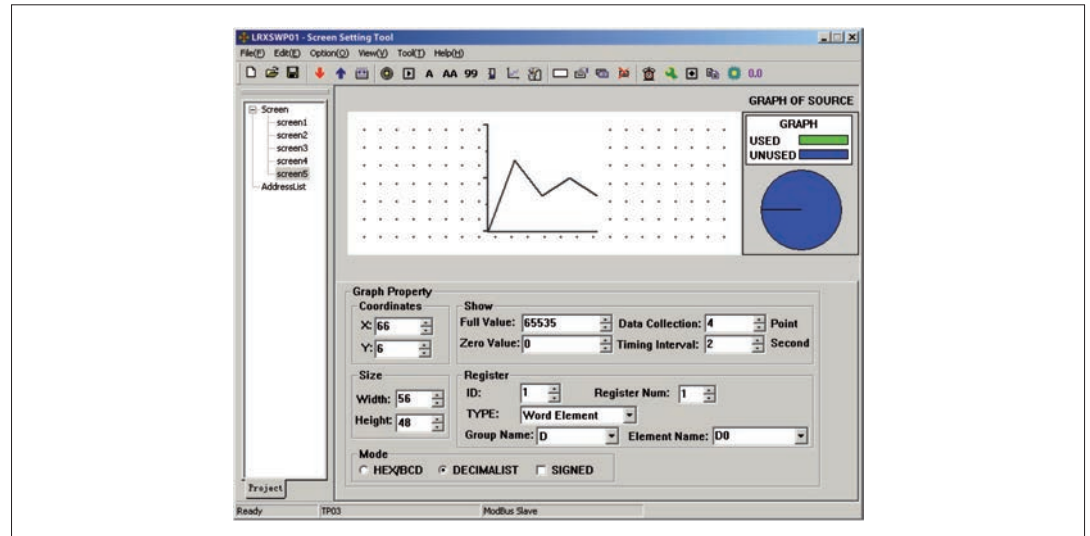 LRXSWP01 - Screen Setting Tool
File(F) Edit(E) Option(O) View(V) Tool(T) Help(H)
A AA 99 0.0
Screen
screen1
screen2
screen3
screen4
screen5
AddressList
GRAPH OF SOURCE
GRAPH
USED
UNUSED
Graph Property
Coordinates
X: 66
Y: 6
Show
Full Value: 65535 Data Collection: 4 Point
Zero Value: 0 Timing Interval: 2 Second
Size
Width: 56
Height: 48
Register
ID: 1 Register Num: 1
TYPE: Word Element
Group Name: D Element Name: D0
Mode
HEX/BCD DECIMALIST SIGNED
Project
Ready TP03 ModBus Slave